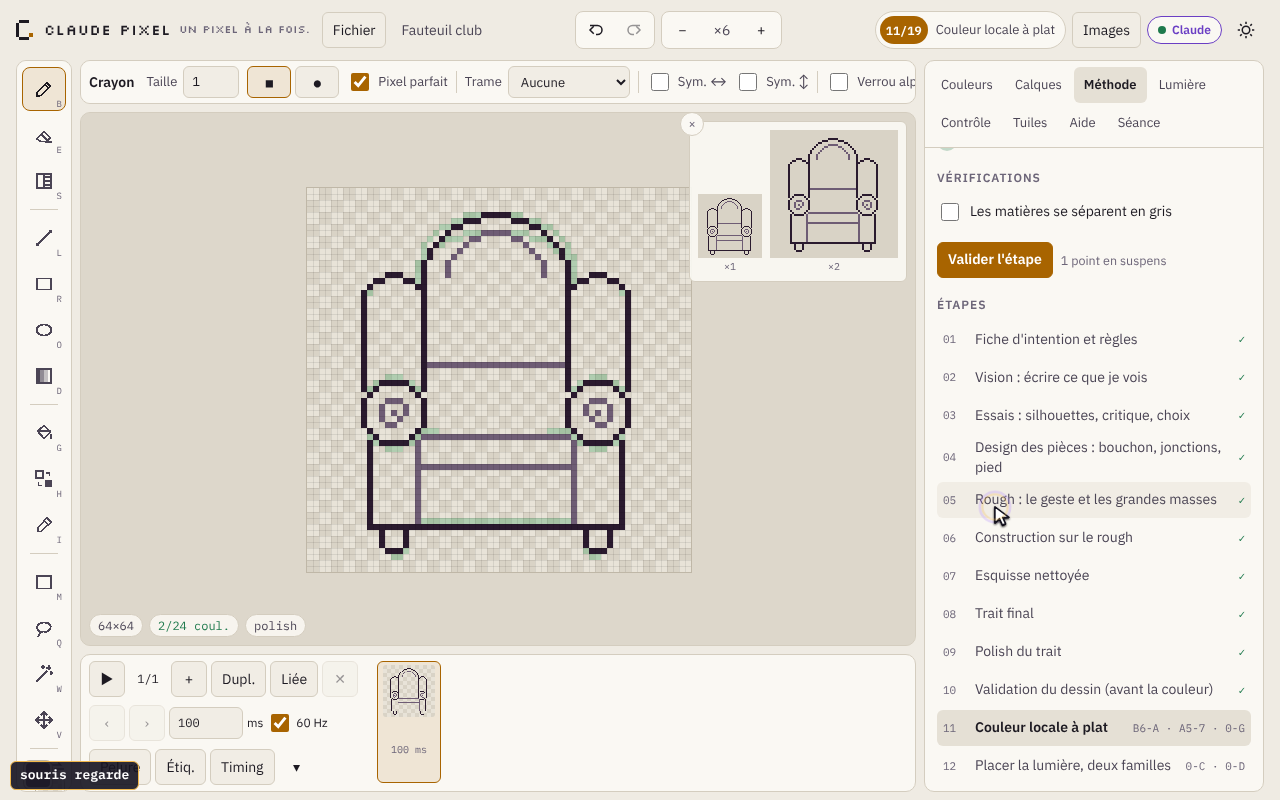 CLAUDE PIXEL UN PIXEL À LA FOIS. Fichier Fauteuil club − ×6 + 11/19 Couleur locale à plat Images Claude
Crayon Taille 1 Pixel parfait Trame Aucune Sym. ↔ Sym. ↕ Verrou alp
Couleurs Calques Méthode Lumière
Contrôle Tuiles Aide Séance
B
E
S
L
R
O
D
G
H
I
M
Q
W
V
×
×1 ×2
64×64 2/24 coul. polish
VÉRIFICATIONS
Les matières se séparent en gris
Valider l'étape 1 point en suspens
ÉTAPES
01 Fiche d'intention et règles ✓
02 Vision : écrire ce que je vois ✓
03 Essais : silhouettes, critique, choix ✓
04 Design des pièces : bouchon, jonctions, pied ✓
05 Rough : le geste et les grandes masses ✓
06 Construction sur le rough ✓
07 Esquisse nettoyée ✓
08 Trait final ✓
09 Polish du trait ✓
10 Validation du dessin (avant la couleur) ✓
11 Couleur locale à plat B6-A · A5-7 · 0-G
12 Placer la lumière, deux familles 0-C · 0-D
▶ 1/1 + Dupl. Liée ×
‹ › 100 ms 60 Hz
Étiq. Timing ▼
100 ms
souris regarde